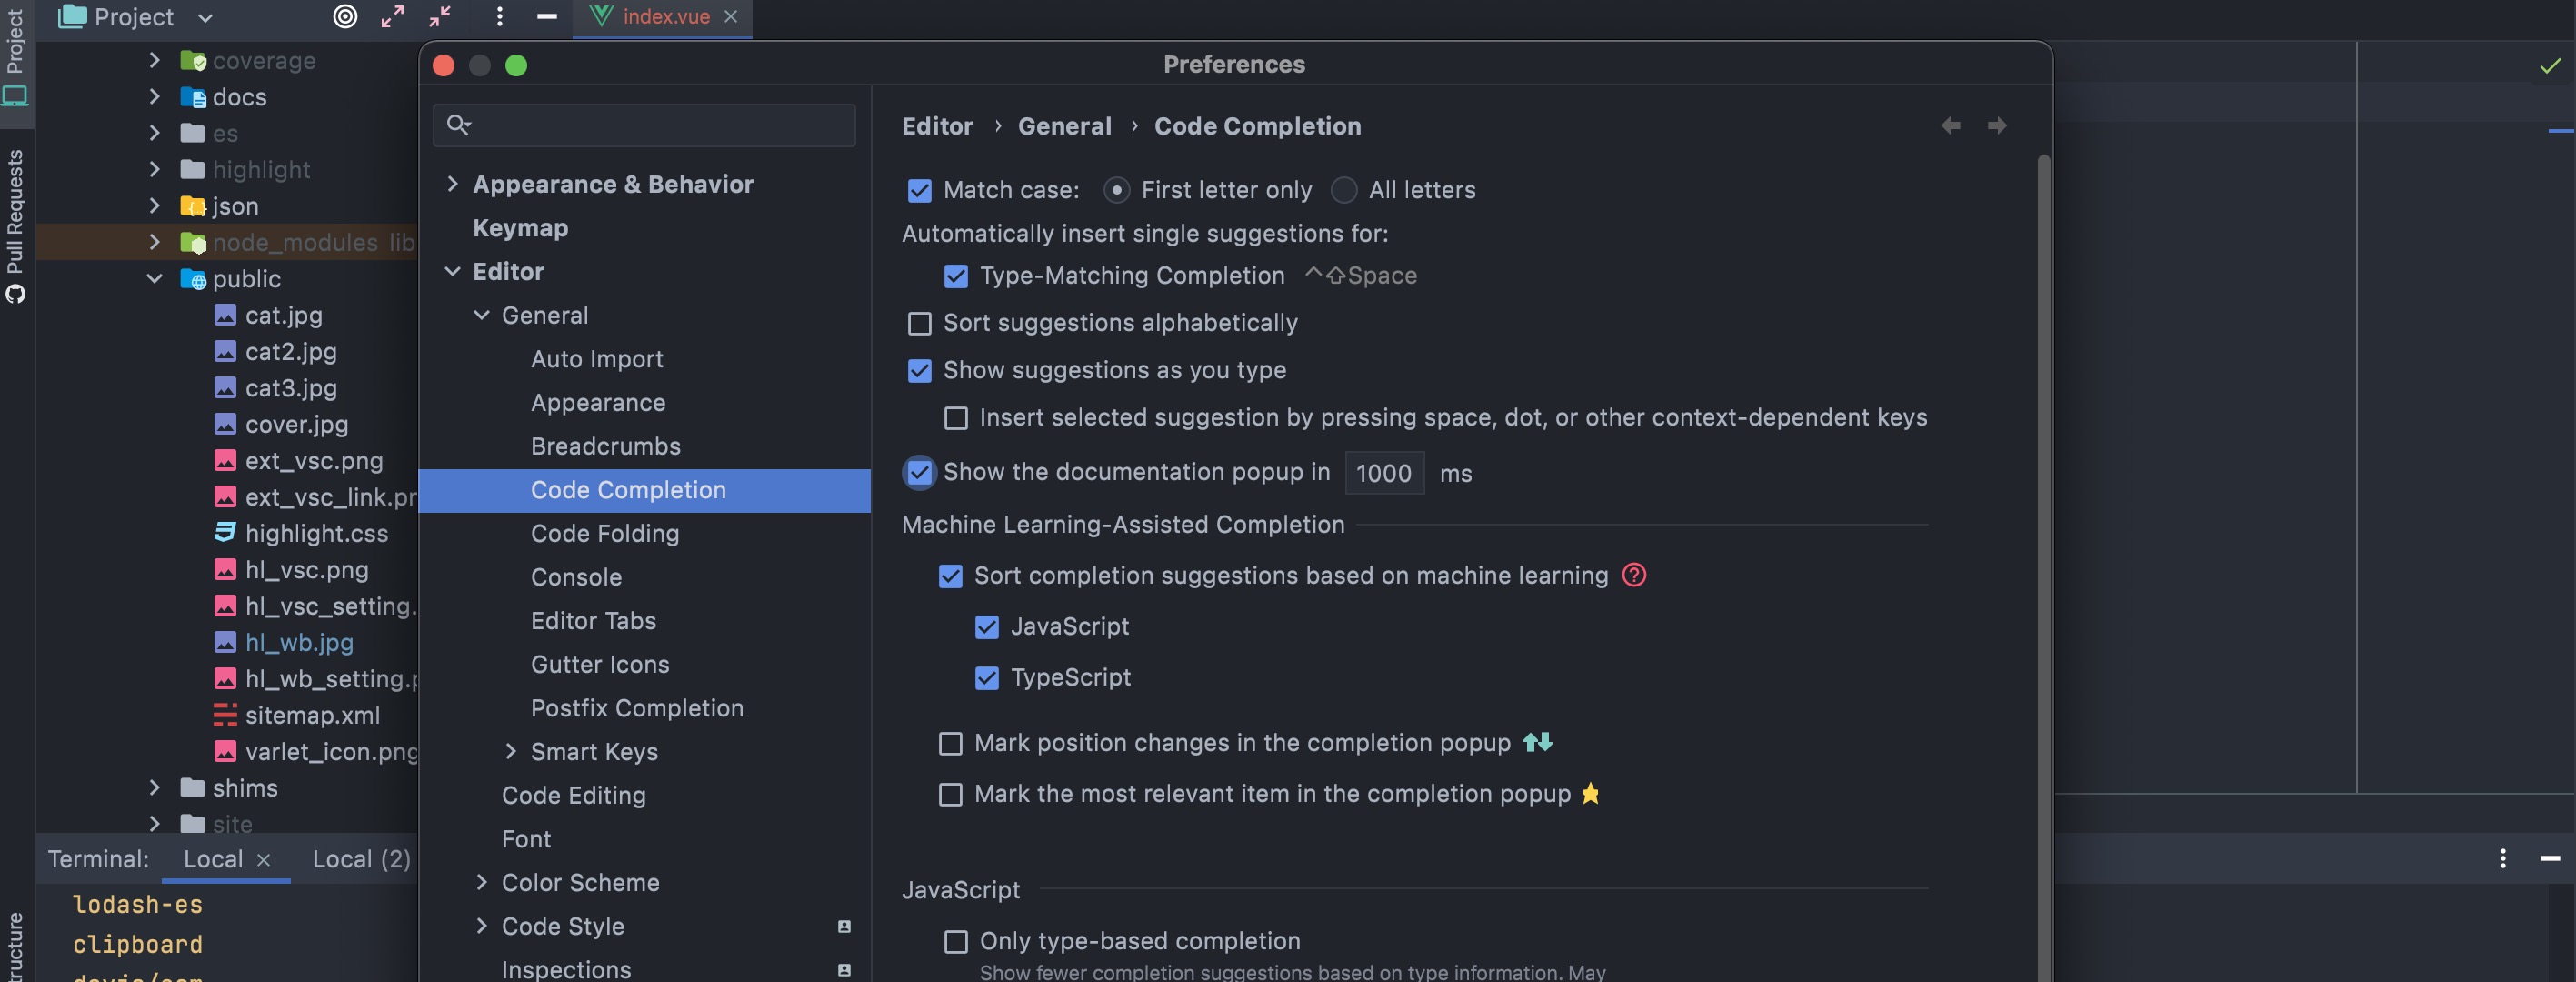 Project
index.vue
Project
Pull Requests
coverage
docs
es
highlight
json
node_modules lib
public
cat.jpg
cat2.jpg
cat3.jpg
cover.jpg
ext_vsc.png
ext_vsc_link.pr
highlight.css
hl_vsc.png
hl_vsc_setting.
hl_wb.jpg
hl_wb_setting.p
sitemap.xml
varlet_icon.png
shims
site
Terminal: Local Local (2)
lodash-es
clipboard
tructure
Preferences
Appearance & Behavior
Keymap
Editor
General
Auto Import
Appearance
Breadcrumbs
Code Completion
Code Folding
Console
Editor Tabs
Gutter Icons
Postfix Completion
Smart Keys
Code Editing
Font
Color Scheme
Code Style
Inspections
Editor › General › Code Completion
Match case: First letter only All letters
Automatically insert single suggestions for:
Type-Matching Completion ^⇧Space
Sort suggestions alphabetically
Show suggestions as you type
Insert selected suggestion by pressing space, dot, or other context-dependent keys
Show the documentation popup in 1000 ms
Machine Learning-Assisted Completion
Sort completion suggestions based on machine learning ?
JavaScript
TypeScript
Mark position changes in the completion popup
Mark the most relevant item in the completion popup
JavaScript
Only type-based completion
Show fewer completion suggestions based on type information. May